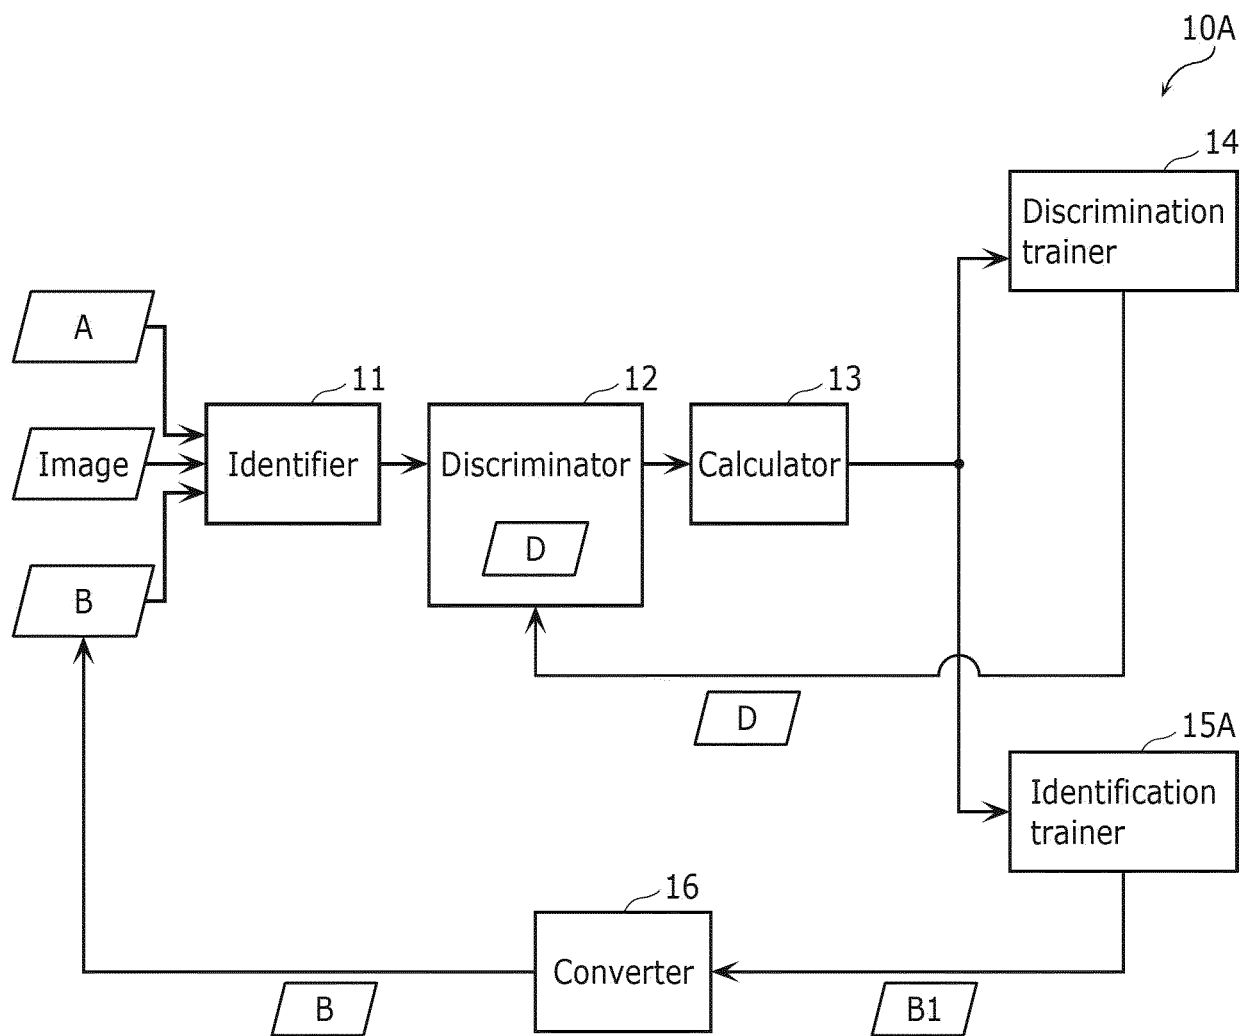 10A
14
Discrimination
trainer
A
11
12
13
Image
Identifier
Discriminator
Calculator
D
B
D
15A
Identification
trainer
16
Converter
B
B1